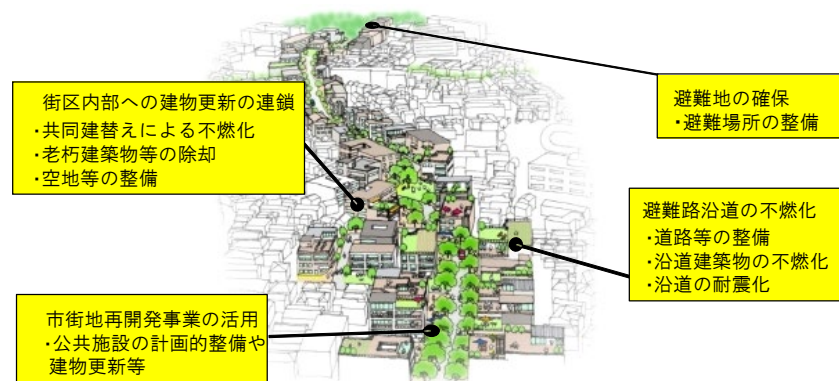 街区内部への建物更新の連鎖
・共同建替えによる不燃化
・老朽建築物等の除却
・空地等の整備
避難地の確保
・避難場所の整備
避難路沿道の不燃化
・道路等の整備
・沿道建築物の不燃化
・沿道の耐震化
市街地再開発事業の活用
・公共施設の計画的整備や
建物更新等